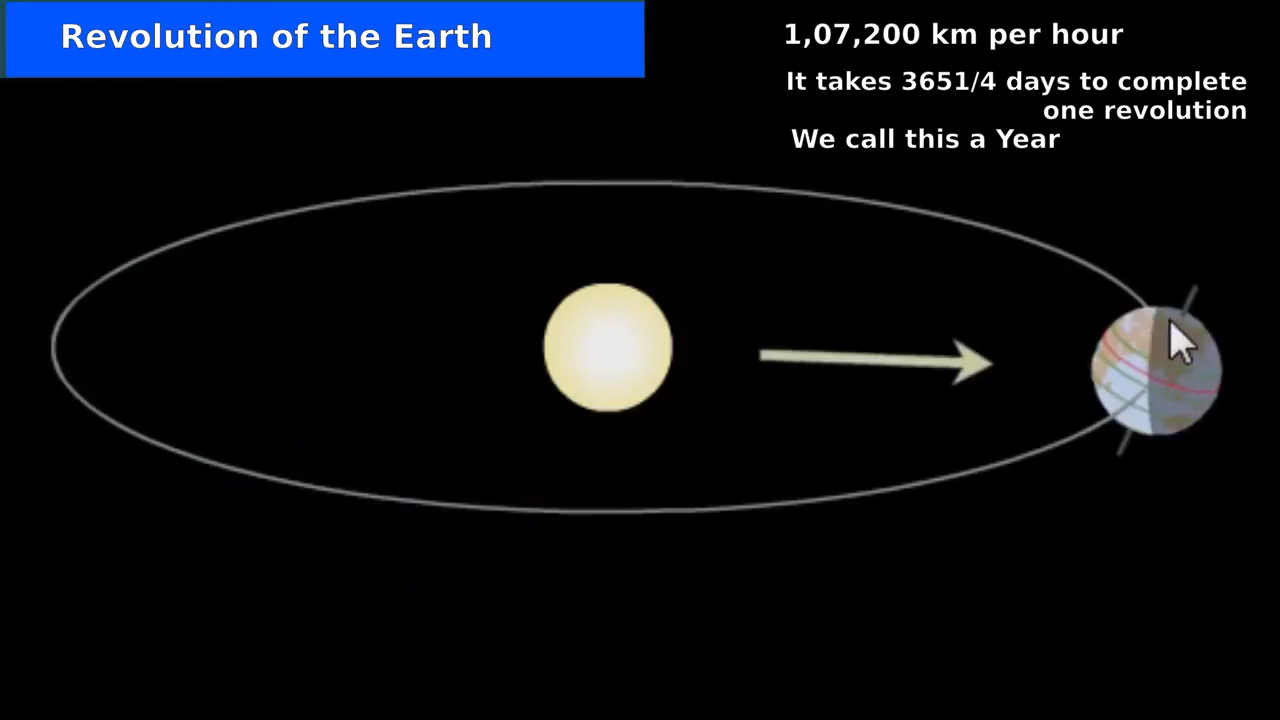 Revolution of the Earth
1,07,200 km per hour
It takes 3651/4 days to complete
one revolution
We call this a Year